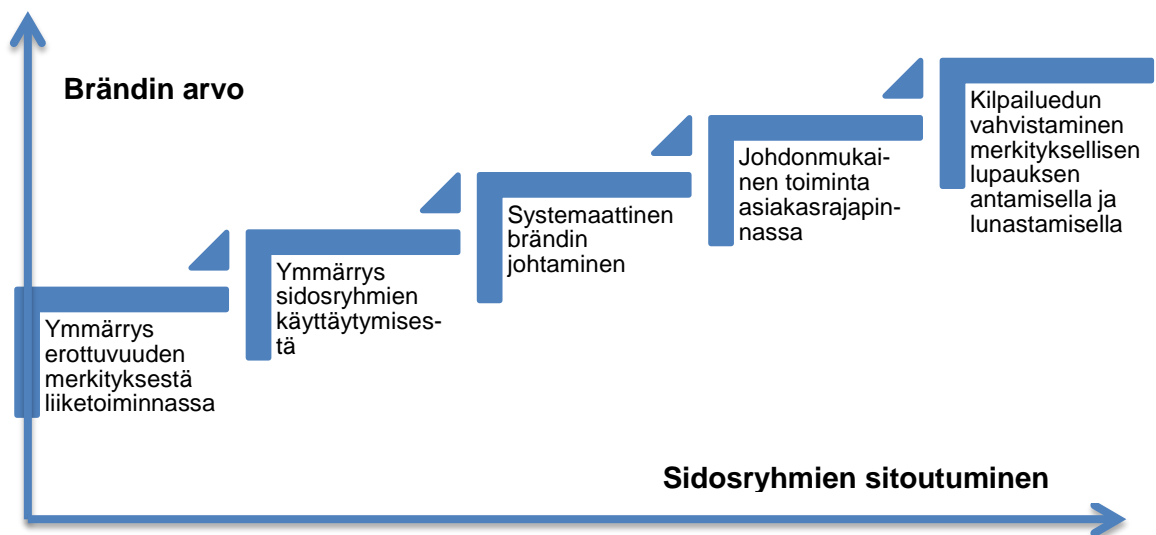 Brändin arvo
Ymmärrys
erottuvuuden
merkityksestä
liiketoiminnassa
Ymmärrys
sidosryhmien
käyttäytymises-
tä
Systemaattinen
brändin
johtaminen
Johdonmukai-
nen toiminta
asiakasrajapin-
nassa
Kilpailuedun
vahvistaminen
merkityksellisen
lupauksen
antamisella ja
lunastamisella
Sidosryhmien sitoutuminen